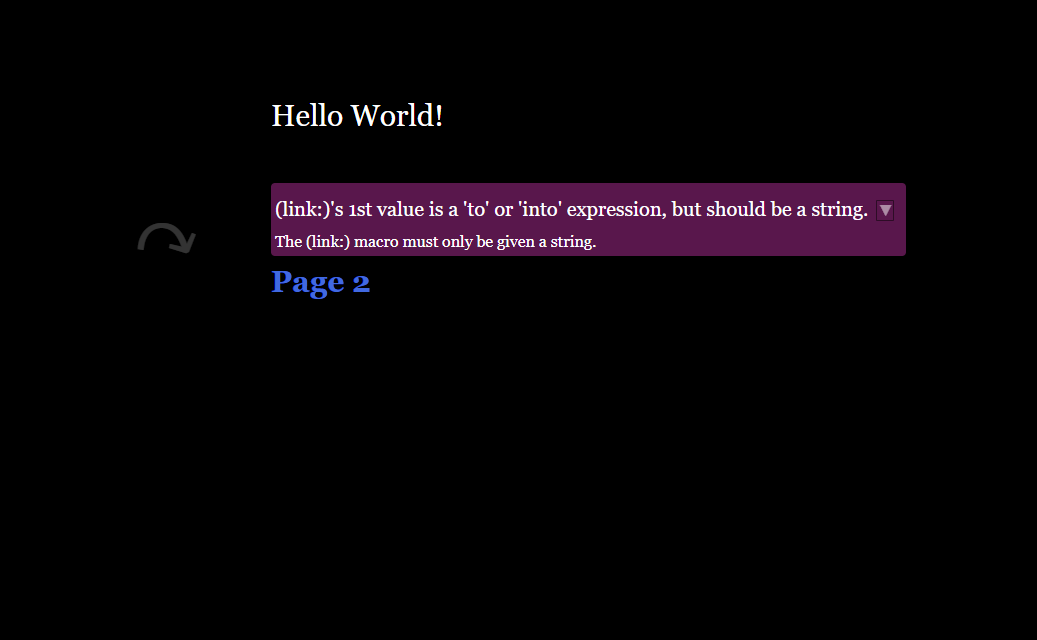 Hello World!
(link:)'s 1st value is a 'to' or 'into' expression, but should be a string. ▼
The (link:) macro must only be given a string.
Page 2